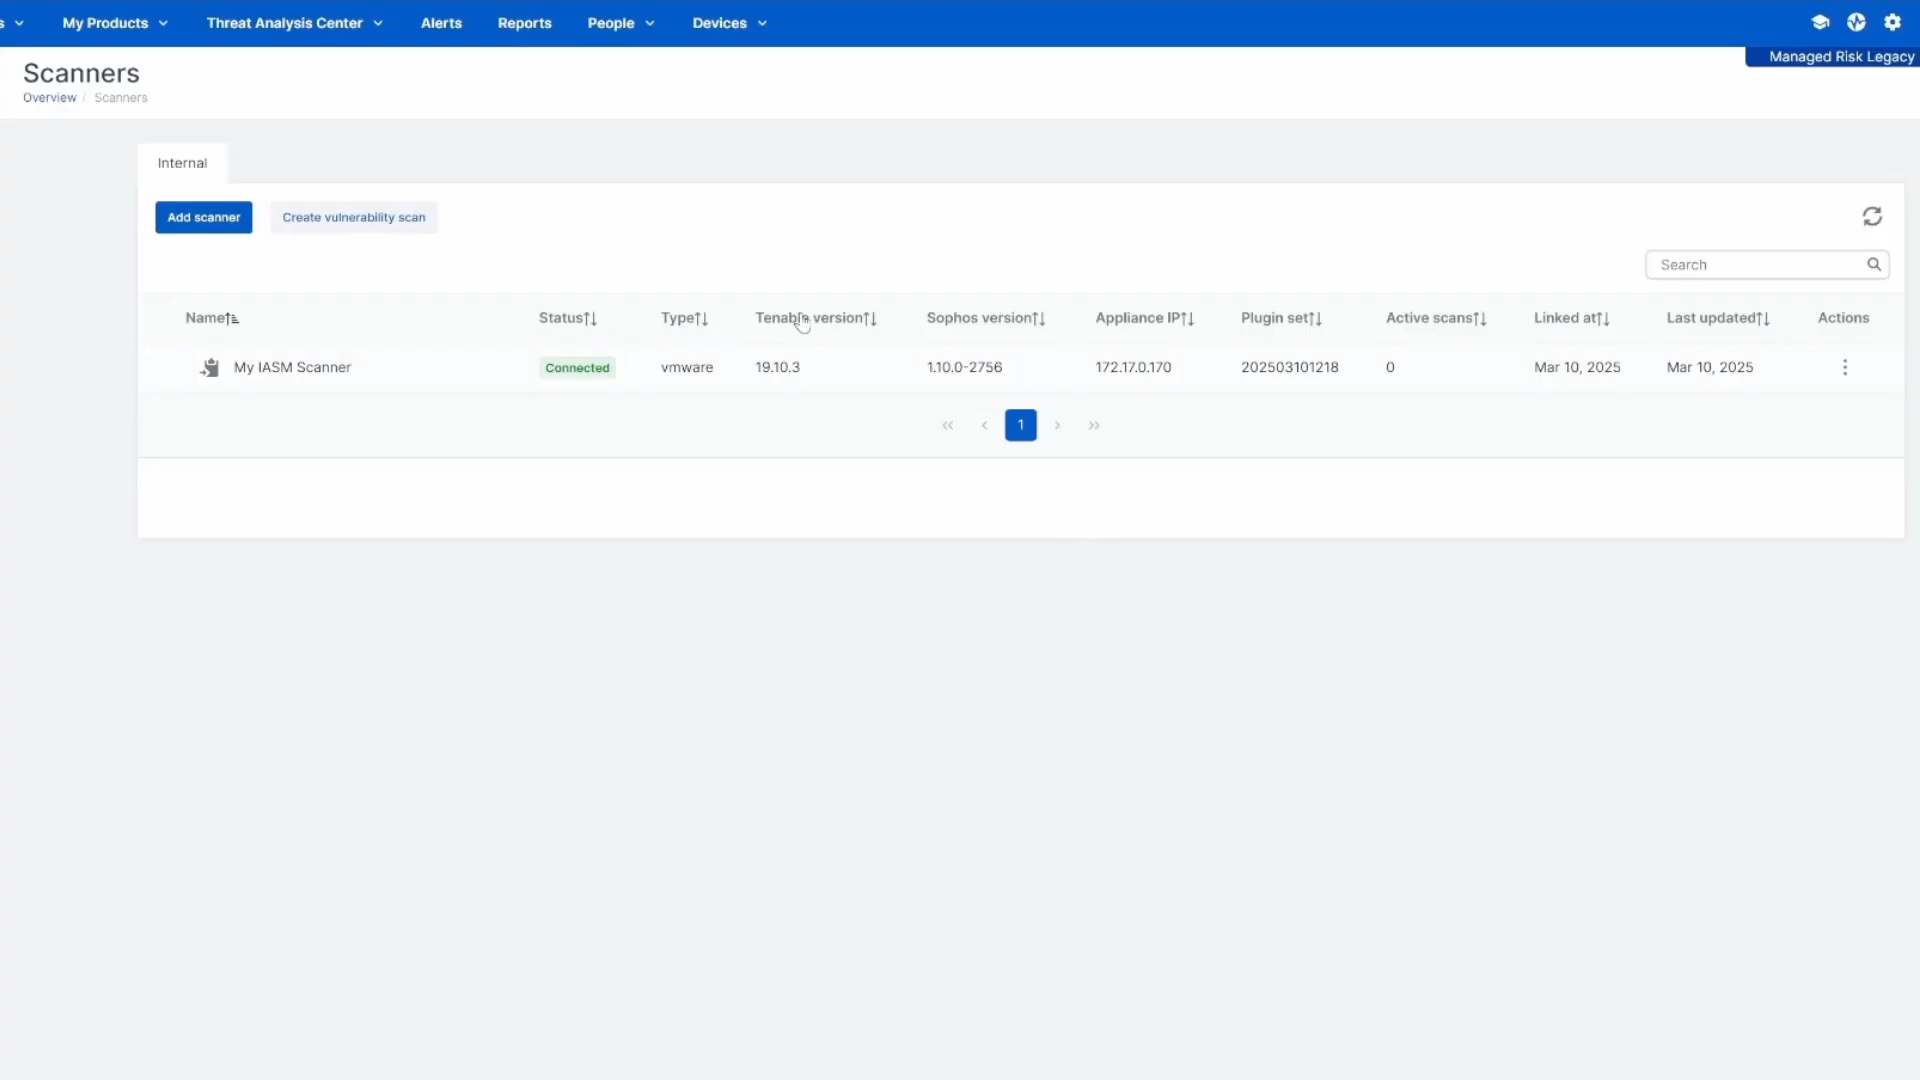 s My Products Threat Analysis Center Alerts Reports People Devices
Managed Risk Legacy
Scanners
Overview / Scanners
Internal
Add scanner Create vulnerability scan
Search
Name Status Type Tenable version Sophos version Appliance IP Plugin set Active scans Linked at Last updated Actions
My IASM Scanner Connected vmware 19.10.3 1.10.0-2756 172.17.0.170 202503101218 0 Mar 10, 2025 Mar 10, 2025
« ‹ 1 › »